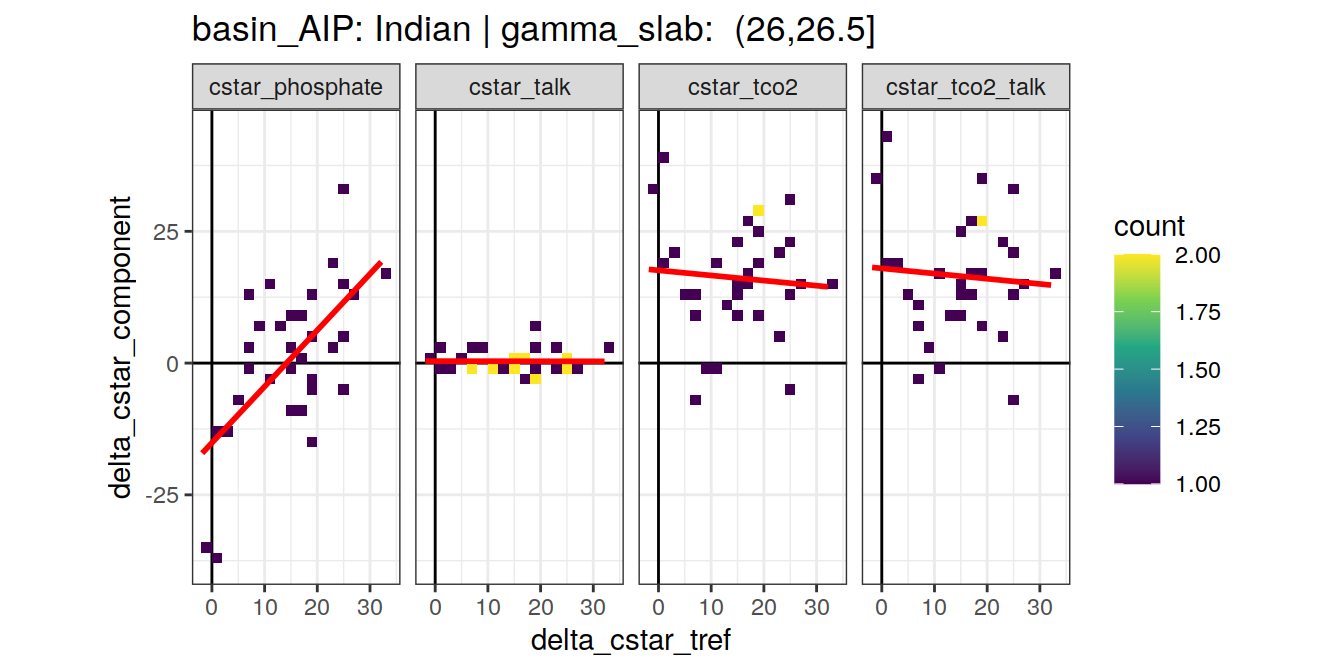 basin_AIP: Indian | gamma_slab:  (26,26.5]
cstar_phosphate
cstar_talk
cstar_tco2
cstar_tco2_talk
delta_cstar_component
25
0
-25
0 10 20 30
0 10 20 30
0 10 20 30
0 10 20 30
delta_cstar_tref
count
2.00
1.75
1.50
1.25
1.00